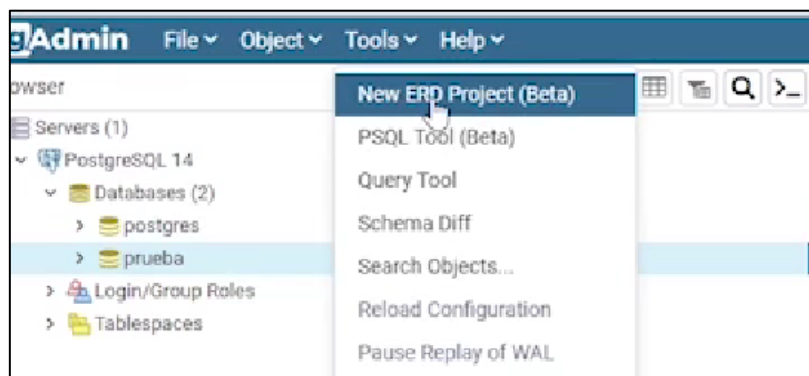 gAdmin File Object Tools Help
owser
New ERD Project (Beta)
Servers (1)
PSQL Tool (Beta)
PostgreSQL 14
Query Tool
Databases (2)
Schema Diff
postgres
prueba
Search Objects...
Login/Group Roles
Reload Configuration
Tablespaces
Pause Replay of WAL